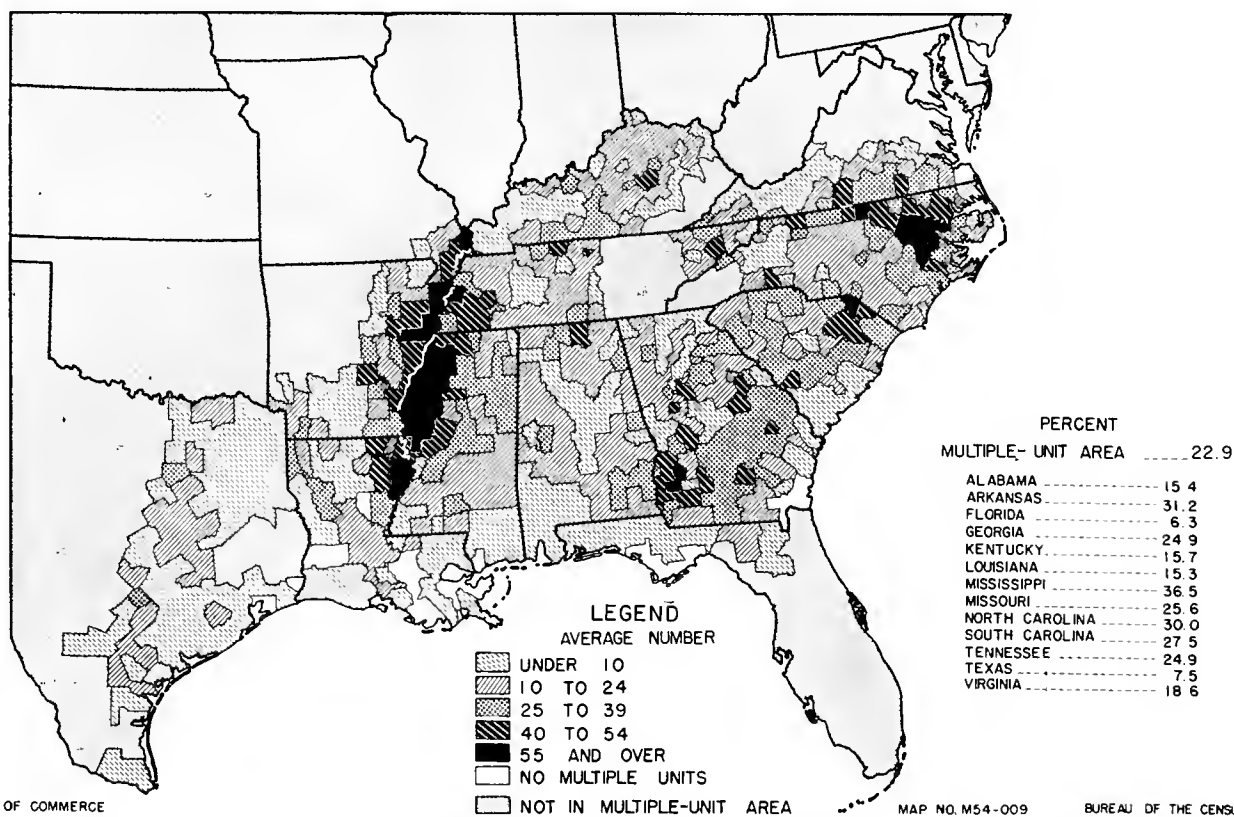 PERCENT
MULTIPLE-UNIT AREA _____ 22.9
ALABAMA ---------- 15 4
ARKANSAS ---------- 31.2
FLORIDA ---------- 6.3
GEORGIA ---------- 24 9
KENTUCKY ---------- 15.7
LOUISIANA ---------- 15.3
MISSISSIPPI ---------- 36.5
MISSOURI ---------- 25.6
NORTH CAROLINA ---------- 30.0
SOUTH CAROLINA ---------- 27 5
TENNESSEE ---------- 24.9
TEXAS ---------- 7.5
VIRGINIA ---------- 18 6
LEGEND
AVERAGE NUMBER
UNDER 10
10 TO 24
25 TO 39
40 TO 54
55 AND OVER
NO MULTIPLE UNITS
NOT IN MULTIPLE-UNIT AREA
OF COMMERCE
MAP NO. M54-009
BUREAU OF THE